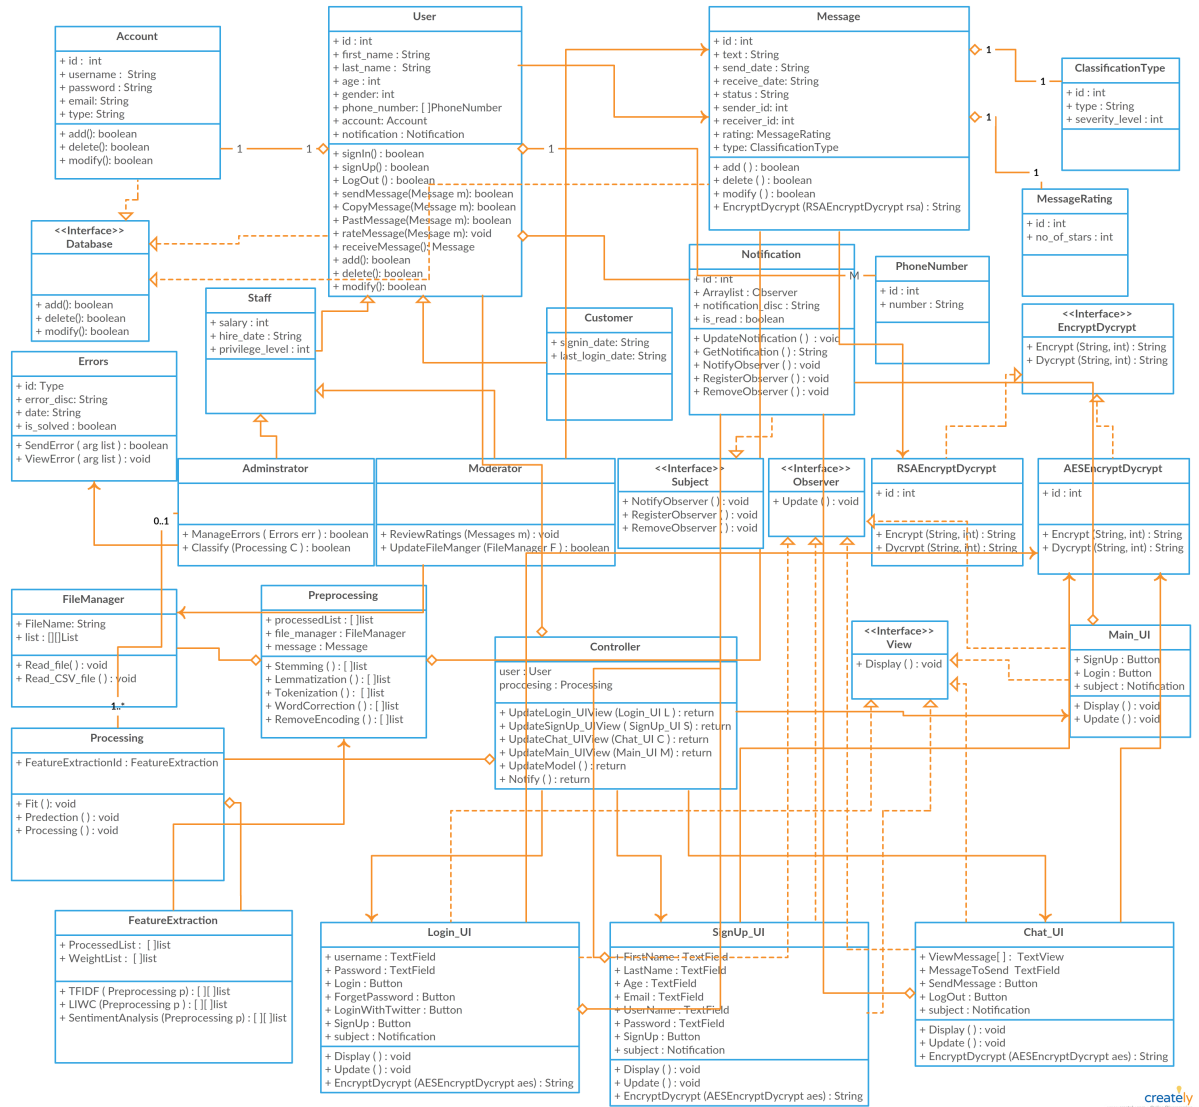 Account
+ id : int
+ username : String
+ password : String
+ email: String
+ type: String
+ add(): boolean
+ delete(): boolean
+ modify(): boolean
User
+ id : int
+ first_name : String
+ last_name : String
+ age : int
+ gender: int
+ phone_number: [ ]PhoneNumber
+ account: Account
+ notification : Notification
+ signIn() : boolean
+ signUp() : boolean
+ LogOut () : boolean
+ sendMessage(Message m): boolean
+ CopyMessage(Message m): boolean
+ PastMessage(Message m): boolean
+ rateMessage(Message m): void
+ receiveMessage(): Message
+ add(): boolean
+ delete(): boolean
+ modify(): boolean
Message
+ id : int
+ text : String
+ send_date : String
+ receive_date: String
+ status : String
+ sender_id: int
+ receiver_id: int
+ rating: MessageRating
+ type: ClassificationType
+ add ( ) : boolean
+ delete ( ) : boolean
+ modify ( ) : boolean
+ EncryptDycrypt (RSAEncryptDycrypt rsa) : String
ClassificationType
+ id : int
+ type : String
+ severity_level : int
1
1
1
1
1
1
1
M
MessageRating
+ id : int
+ no_of_stars : int
<<Interface>>
Database
+ add(): boolean
+ delete(): boolean
+ modify(): boolean
Staff
+ salary : int
+ hire_date : String
+ privilege_level : int
Customer
+ signin_date: String
+ last_login_date: String
Notification
+ id : int
+ Arraylist : Observer
+ notification_disc : String
+ is_read : boolean
+ UpdateNotification ( ) : void
+ GetNotification ( ) : String
+ NotifyObserver ( ) : void
+ RegisterObserver ( ) : void
+ RemoveObserver ( ) : void
PhoneNumber
+ id : int
+ number : String
<<Interface>>
EncryptDycrypt
+ Encrypt (String, int) : String
+ Dycrypt (String, int) : String
Errors
+ id: Type
+ error_disc: String
+ date: String
+ is_solved : boolean
+ SendError ( arg list ) : boolean
+ ViewError ( arg list ) : void
Adminstrator
+ ManageErrors ( Errors err ) : boolean
+ Classify (Processing C ) : boolean
0..1
1..*
Moderator
+ ReviewRatings (Messages m) : void
+ UpdateFileManger (FileManager F ) : boolean
<<Interface>>
Subject
+ NotifyObserver ( ) : void
+ RegisterObserver ( ) : void
+ RemoveObserver ( ) : void
<<Interface>>
Observer
+ Update ( ) : void
RSAEncryptDycrypt
+ id : int
+ Encrypt (String, int) : String
+ Dycrypt (String, int) : String
AESEncryptDycrypt
+ id : int
+ Encrypt (String, int) : String
+ Dycrypt (String, int) : String
FileManager
+ FileName: String
+ list : [][]List
+ Read_file( ) : void
+ Read_CSV_file ( ) : void
Preprocessing
+ processedList : [ ]list
+ file_manager : FileManager
+ message : Message
+ Stemming ( ) : [ ]list
+ Lemmatization ( ) : [ ]list
+ Tokenization ( ) : [ ]list
+ WordCorrection ( ) : [ ]list
+ RemoveEncoding ( ) : [ ]list
Controller
user : User
proccesing : Processing
+ UpdateLogin_UIView (Login_UI L ) : return
+ UpdateSignUp_UIView ( SignUp_UI S) : return
+ UpdateChat_UIView (Chat_UI C ) : return
+ UpdateMain_UIView (Main_UI M) : return
+ UpdateModel ( ) : return
+ Notify ( ) : return
<<Interface>>
View
+ Display ( ) : void
Main_UI
+ SignUp : Button
+ Login : Button
+ subject : Notification
+ Display ( ) : void
+ Update ( ) : void
Processing
+ FeatureExtractionId : FeatureExtraction
+ Fit ( ): void
+ Predection ( ) : void
+ Processing ( ) : void
FeatureExtraction
+ ProcessedList : [ ]list
+ WeightList : [ ]list
+ TFIDF ( Preprocessing p) : [ ][ ]list
+ LIWC (Preprocessing p ) : [ ][ ]list
+ SentimentAnalysis (Preprocessing p) : [ ][ ]list
Login_UI
+ username : TextField
+ Password : TextField
+ Login : Button
+ ForgetPassword : Button
+ LoginWithTwitter : Button
+ SignUp : Button
+ subject : Notification
+ Display ( ) : void
+ Update ( ) : void
+ EncryptDycrypt (AESEncryptDycrypt aes) : String
SignUp_UI
+ FirstName : TextField
+ LastName : TextField
+ Age : TextField
+ Email : TextField
+ UserName : TextField
+ Password : TextField
+ SignUp : Button
+ subject : Notification
+ Display ( ) : void
+ Update ( ) : void
+ EncryptDycrypt (AESEncryptDycrypt aes) : String
Chat_UI
+ ViewMessage[ ] : TextView
+ MessageToSend TextField
+ SendMessage : Button
+ LogOut : Button
+ subject : Notification
+ Display ( ) : void
+ Update ( ) : void
+ EncryptDycrypt (AESEncryptDycrypt aes) : String
creately